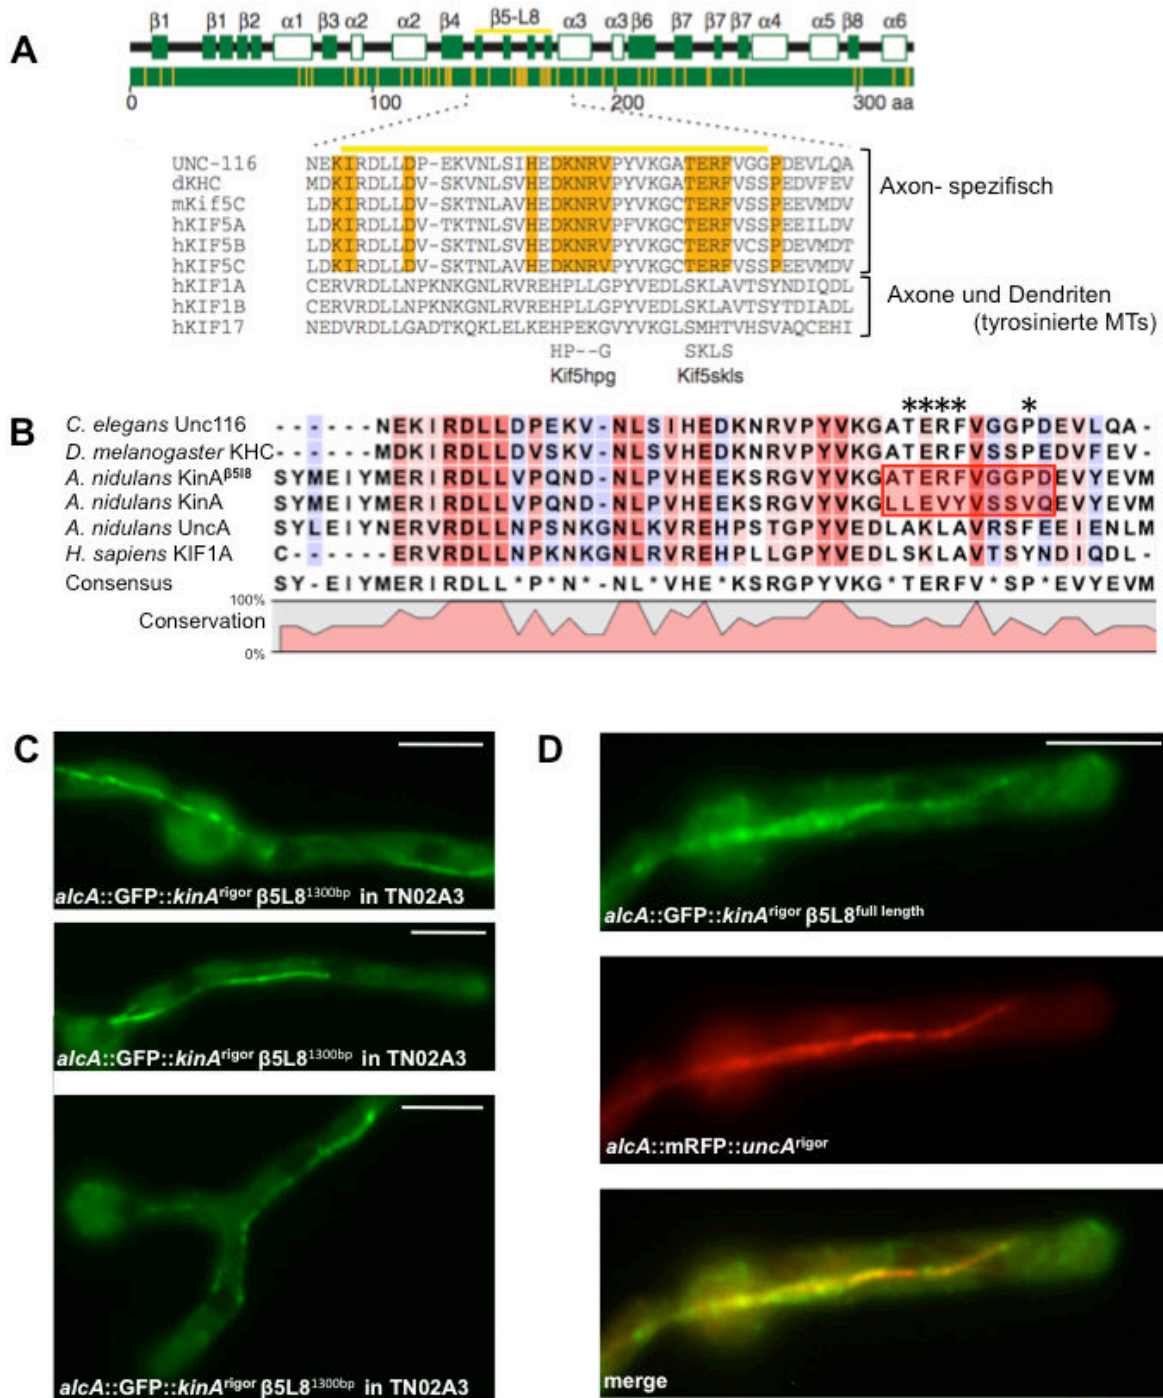 A
β1 β1 β2 α1 β3 α2 α2 β4 β5-L8 α3 α3 β6 β7 β7 β7 α4 α5 β8 α6
0 100 200 300 aa
UNC-116 NEKIRDLLDP-EKVNLSIHEDKNRVPYVKGATERFVGGPDEVLQA
dKHC MDKIRDLLDV-SKVNLSVHEDKNRVPYVKGATERFVSSPEDVFEV
mKif5C LDKIRDLLDV-SKTNLAVHEDKNRVPYVKGCTERFVSSPEEVMDV
hKIF5A LDKIRDLLDV-TKTNLSVHEDKNRVPFVKGCTERFVSSPEEILDV
hKIF5B LDKIRDLLDV-SKTNLSVHEDKNRVPYVKGCTERFVCSPDEVMDT
hKIF5C LDKIRDLLDV-SKTNLAVHEDKNRVPYVKGCTERFVSSPEEVMDV
Axon- spezifisch
hKIF1A CERVRDLLNPKNKGNLRVREHPLLGPYVEDLSKLAVTSYNDIQDL
hKIF1B CERVRDLLNPKNKGNLRVREHPLLGPYVEDLSKLAVTSYTDIADL
hKIF17 NEDVRDLLGADTKQKLELKEHPEKGVYVKGLSMHTVHSVAQCEHI
Axone und Dendriten
(tyrosinierte MTs)
HP--G SKLS
Kif5hpg Kif5skls
B
**** *
C. elegans Unc116 - - - - - - NEKIRDLLDPEKV-NLSIHEDKNRVPYVKGATERFVGGPDEVLQA-
D. melanogaster KHC - - - - - - MDKIRDLLDVSKV-NLSVHEDKNRVPYVKGATERFVSSPEDVFEV-
A. nidulans KinAβ5l8 SYMEIYMERIRDLLVPQND-NLPVHEEKSRGVYVKGATERFVGGPDEVYEVM
A. nidulans KinA SYMEIYMERIRDLLVPQND-NLPVHEEKSRGVYVKGLLEVYVSSVQEVYEVM
A. nidulans UncA SYLEIYNERVRDLLNPSNKGNLKVREHPSTGPYVEDLAKLAVRSFEEIENLM
H. sapiens KIF1A C- - - - - ERVRDLLNPKNKGNLRVREHPLLGPYVEDLSKLAVTSYNDIQDL-
Consensus SY-EIYMERIRDLL*P*N*-NL*VHE*KSRGPYVKG*TERFV*SP*EVYEVM
100%
Conservation
0%
C
alcA::GFP::kinArigor β5L81300bp in TN02A3
alcA::GFP::kinArigor β5L81300bp in TN02A3
alcA::GFP::kinArigor β5L81300bp in TN02A3
D
alcA::GFP::kinArigor β5L8full length
alcA::mRFP::uncArigor
merge